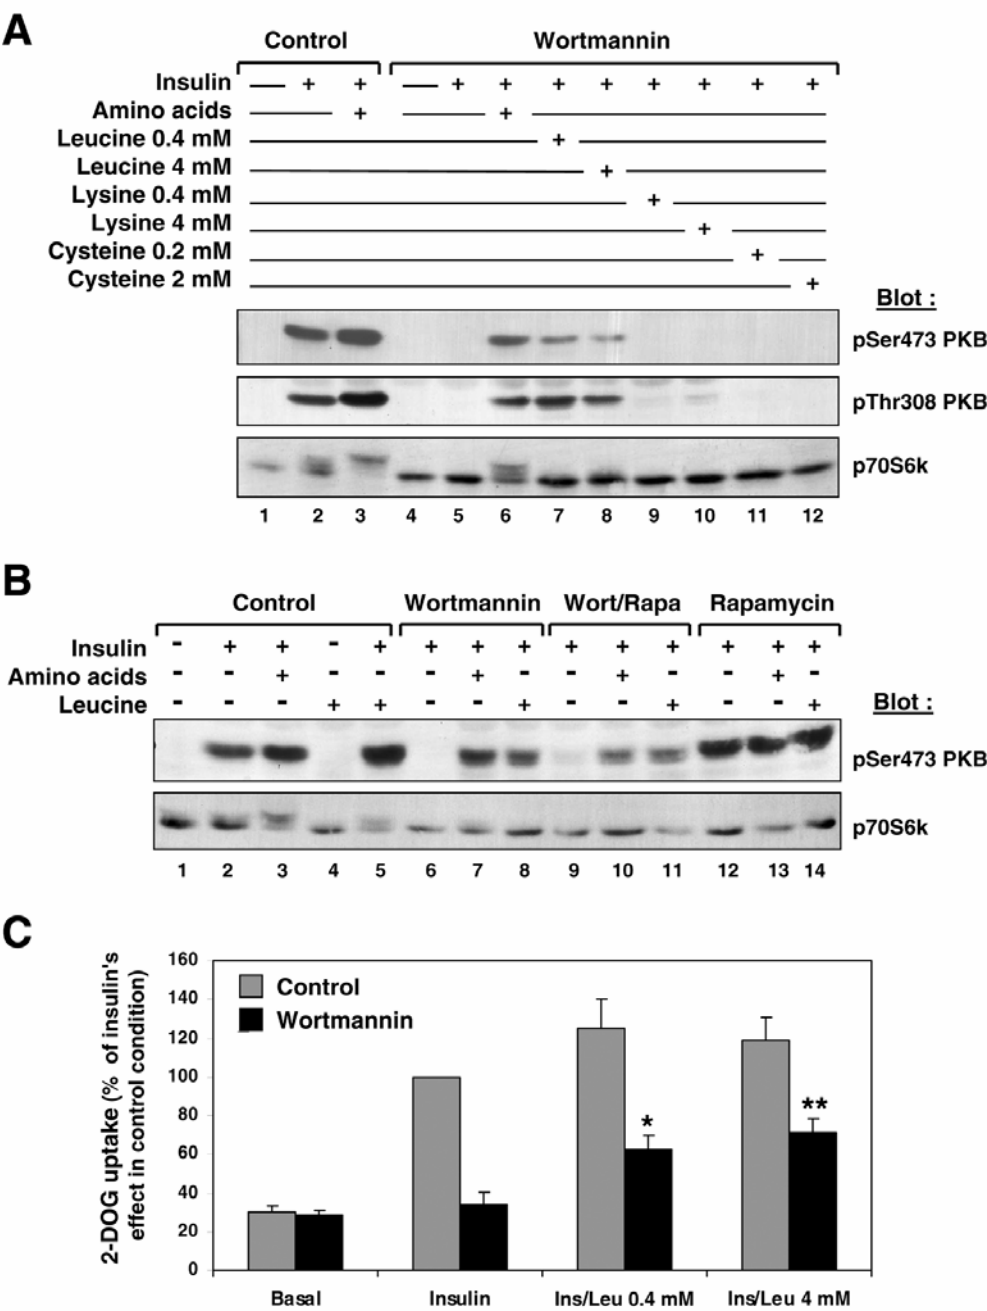 A
Control Wortmannin
Insulin — + + — + + + + + + + +
Amino acids + +
Leucine 0.4 mM +
Leucine 4 mM +
Lysine 0.4 mM +
Lysine 4 mM +
Cysteine 0.2 mM +
Cysteine 2 mM +
Blot :
pSer473 PKB
pThr308 PKB
p70S6k
1 2 3 4 5 6 7 8 9 10 11 12
B
Control Wortmannin Wort/Rapa Rapamycin
Insulin - + + - + + + + + + + + + +
Amino acids - - + - - - + - - + - - + -
Leucine - - - + + - - + - - + - - +
Blot :
pSer473 PKB
p70S6k
1 2 3 4 5 6 7 8 9 10 11 12 13 14
C
2-DOG uptake (% of insulin's
effect in control condition)
160
140
120
100
80
60
40
20
0
Control
Wortmannin
*
**
Basal Insulin Ins/Leu 0.4 mM Ins/Leu 4 mM